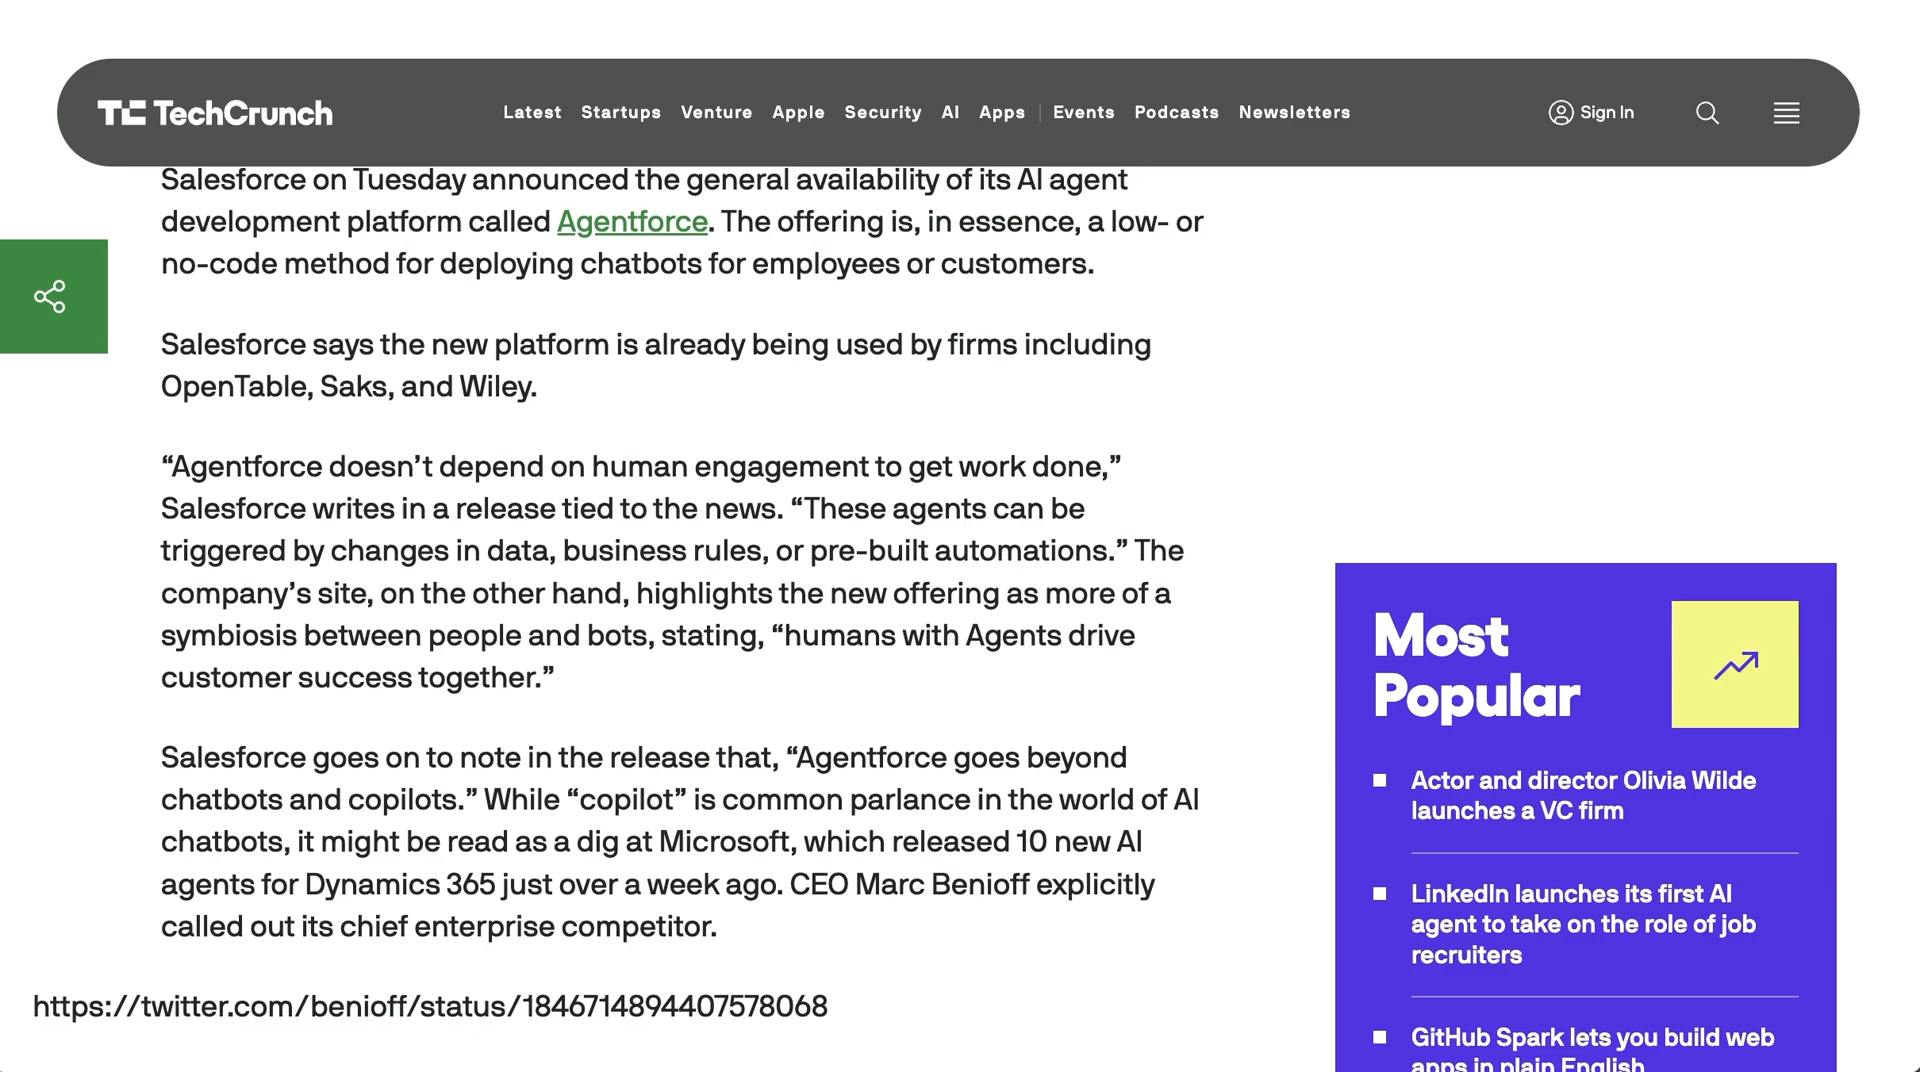 TechCrunch
Latest Startups Venture Apple Security AI Apps Events Podcasts Newsletters
Sign In
Salesforce on Tuesday announced the general availability of its AI agent
development platform called Agentforce. The offering is, in essence, a low- or
no-code method for deploying chatbots for employees or customers.
Salesforce says the new platform is already being used by firms including
OpenTable, Saks, and Wiley.
“Agentforce doesn’t depend on human engagement to get work done,”
Salesforce writes in a release tied to the news. “These agents can be
triggered by changes in data, business rules, or pre-built automations.” The
company’s site, on the other hand, highlights the new offering as more of a
symbiosis between people and bots, stating, “humans with Agents drive
customer success together.”
Salesforce goes on to note in the release that, “Agentforce goes beyond
chatbots and copilots.” While “copilot” is common parlance in the world of AI
chatbots, it might be read as a dig at Microsoft, which released 10 new AI
agents for Dynamics 365 just over a week ago. CEO Marc Benioff explicitly
called out its chief enterprise competitor.
https://twitter.com/benioff/status/1846714894407578068
Most
Popular
Actor and director Olivia Wilde
launches a VC firm
LinkedIn launches its first AI
agent to take on the role of job
recruiters
GitHub Spark lets you build web
apps in plain English